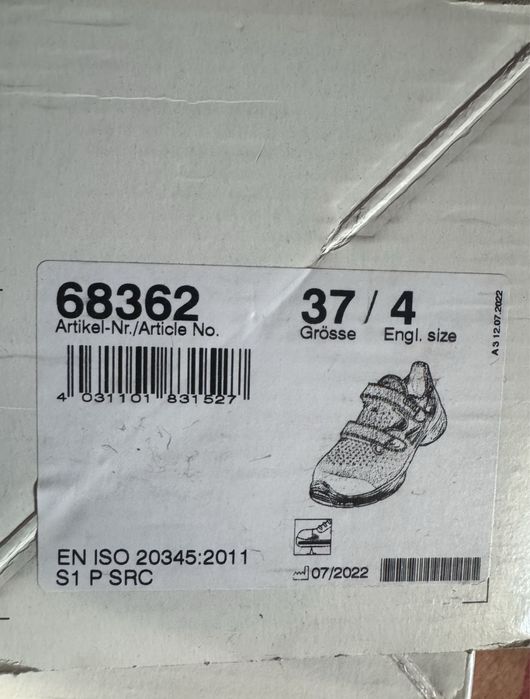 68362
Artikel-Nr./Article No.
37 / 4
Grösse Engl. size
A 3 12.07.2022
4 031101 831527
EN ISO 20345:2011
S1 P SRC
07/2022